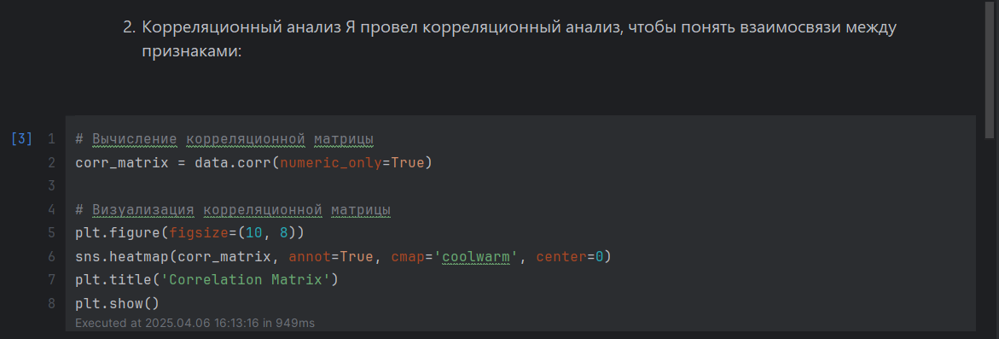 2. Корреляционный анализ Я провел корреляционный анализ, чтобы понять взаимосвязи между
признаками:
[3] 1 # Вычисление корреляционной матрицы
2 corr_matrix = data.corr(numeric_only=True)
3
4 # Визуализация корреляционной матрицы
5 plt.figure(figsize=(10, 8))
6 sns.heatmap(corr_matrix, annot=True, cmap='coolwarm', center=0)
7 plt.title('Correlation Matrix')
8 plt.show()
Executed at 2025.04.06 16:13:16 in 949ms